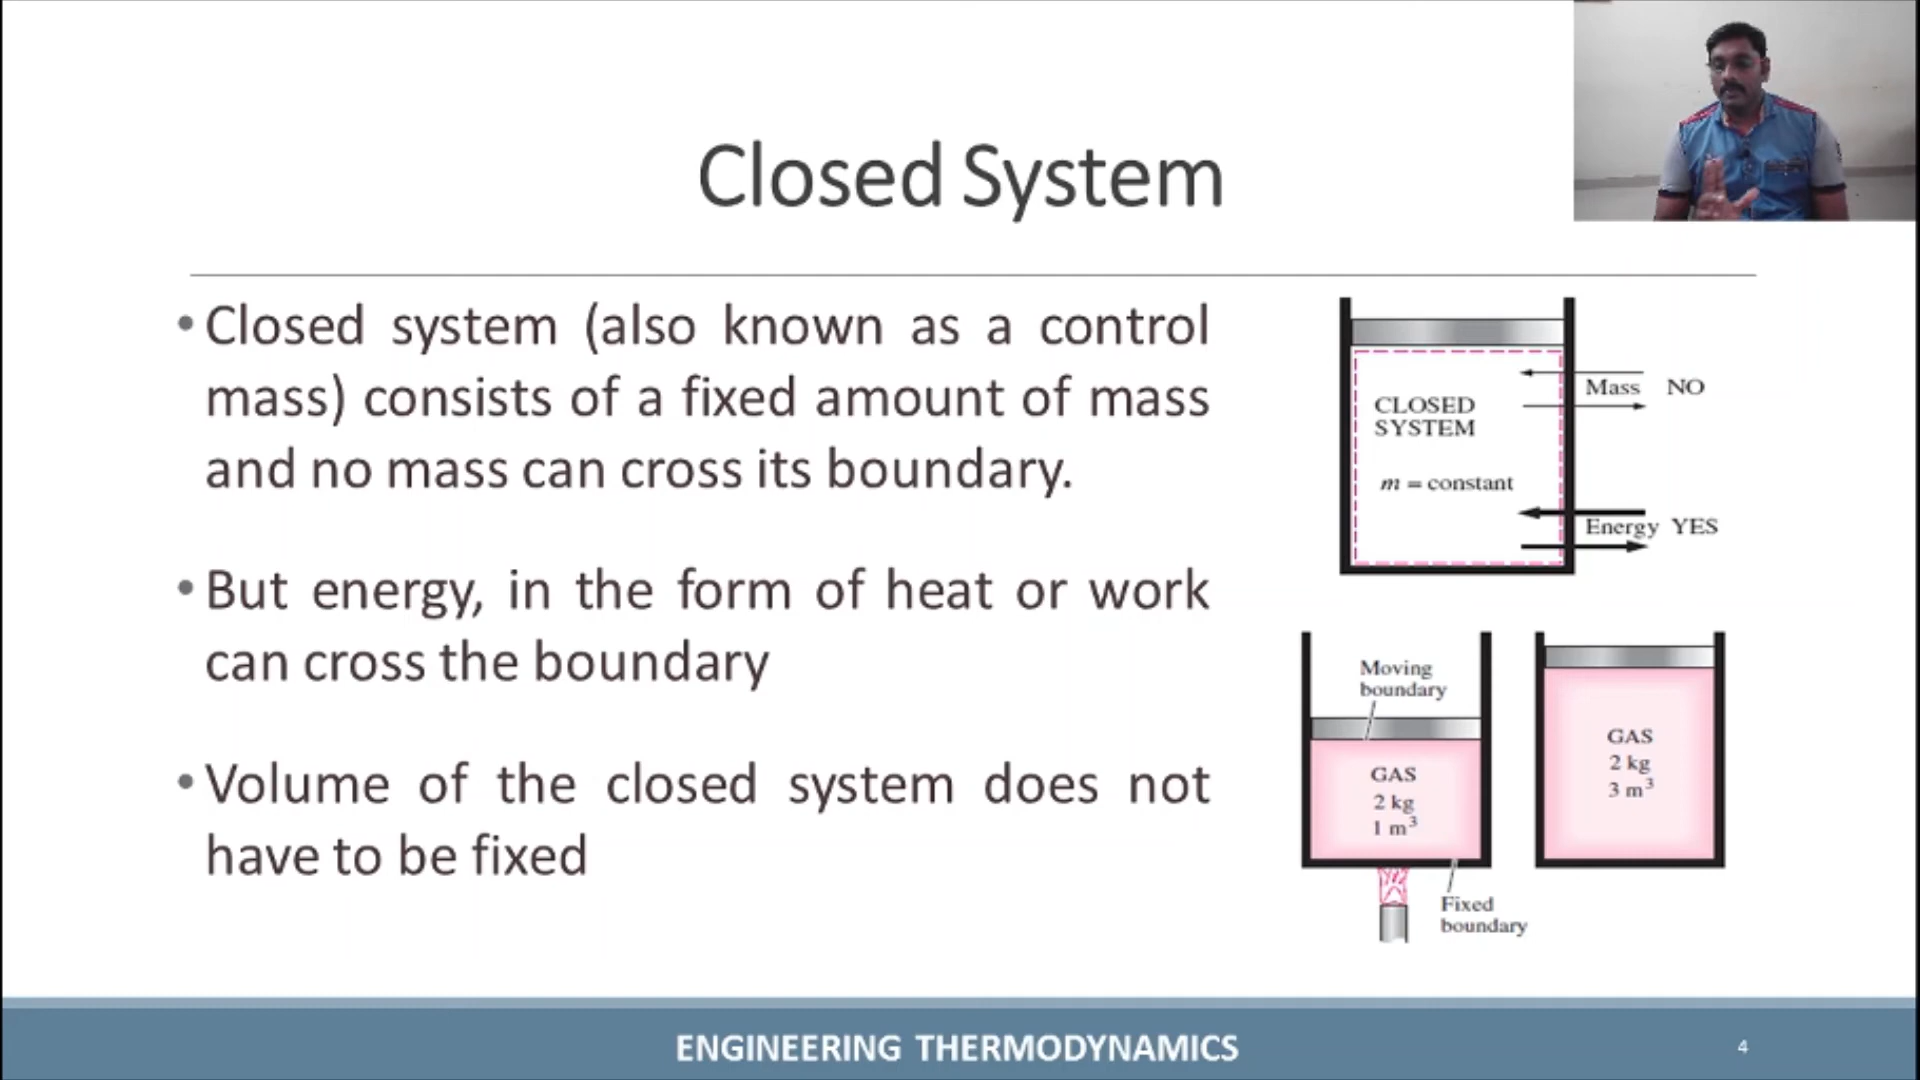 Closed System
• Closed system (also known as a control
mass) consists of a fixed amount of mass
and no mass can cross its boundary.
• But energy, in the form of heat or work
can cross the boundary
• Volume of the closed system does not
have to be fixed
CLOSED
SYSTEM
m = constant
Mass NO
Energy YES
Moving
boundary
GAS
2 kg
1 m³
Fixed
boundary
GAS
2 kg
3 m³
ENGINEERING THERMODYNAMICS
4